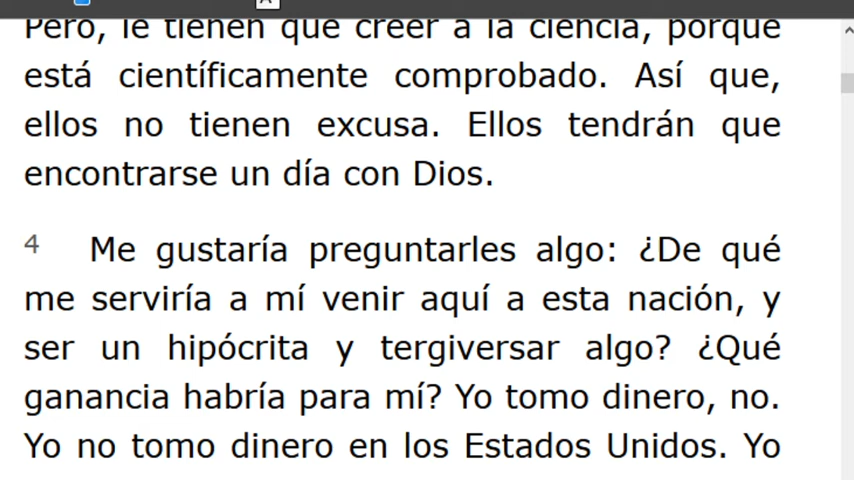 Pero, le tienen que creer a la ciencia, porque
está científicamente comprobado. Así que,
ellos no tienen excusa. Ellos tendrán que
encontrarse un día con Dios.
4 Me gustaría preguntarles algo: ¿De qué
me serviría a mí venir aquí a esta nación, y
ser un hipócrita y tergiversar algo? ¿Qué
ganancia habría para mí? Yo tomo dinero, no.
Yo no tomo dinero en los Estados Unidos. Yo